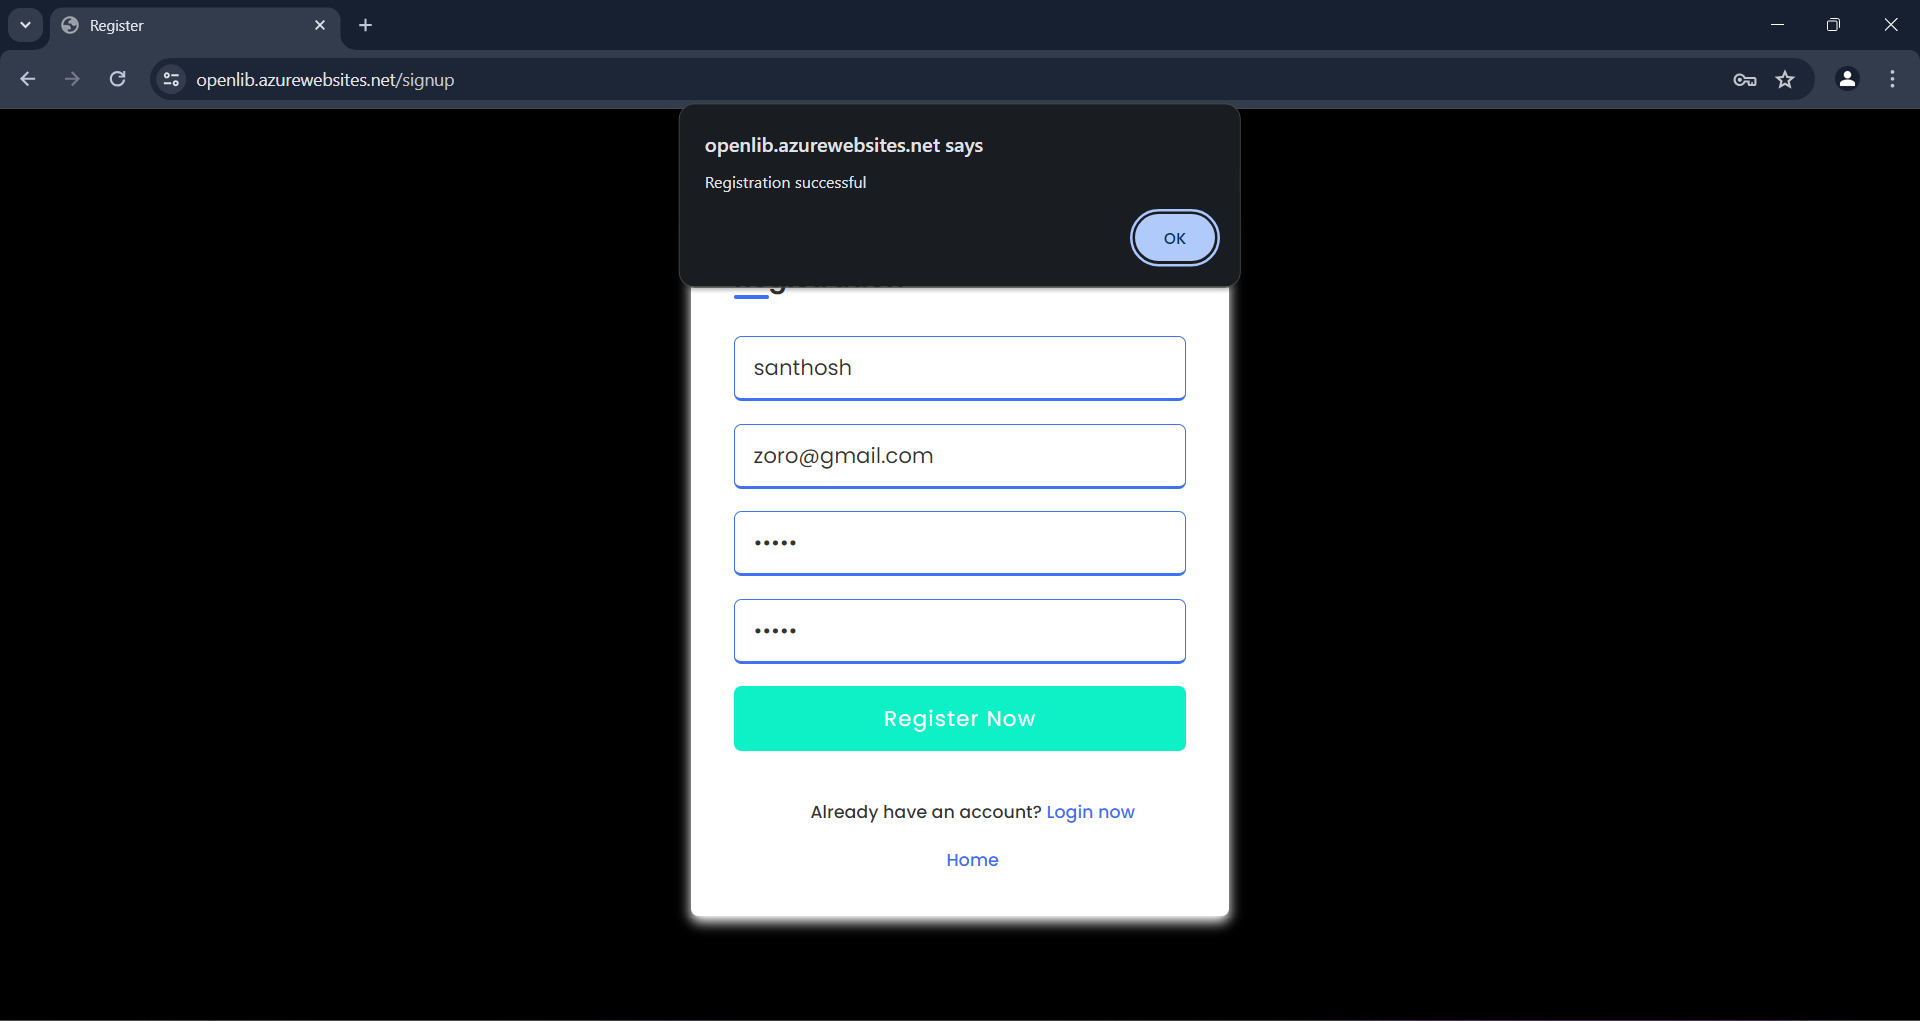 Register
openlib.azurewebsites.net/signup
openlib.azurewebsites.net says
Registration successful
OK
santhosh
zoro@gmail.com
•••••
•••••
Register Now
Already have an account? Login now
Home